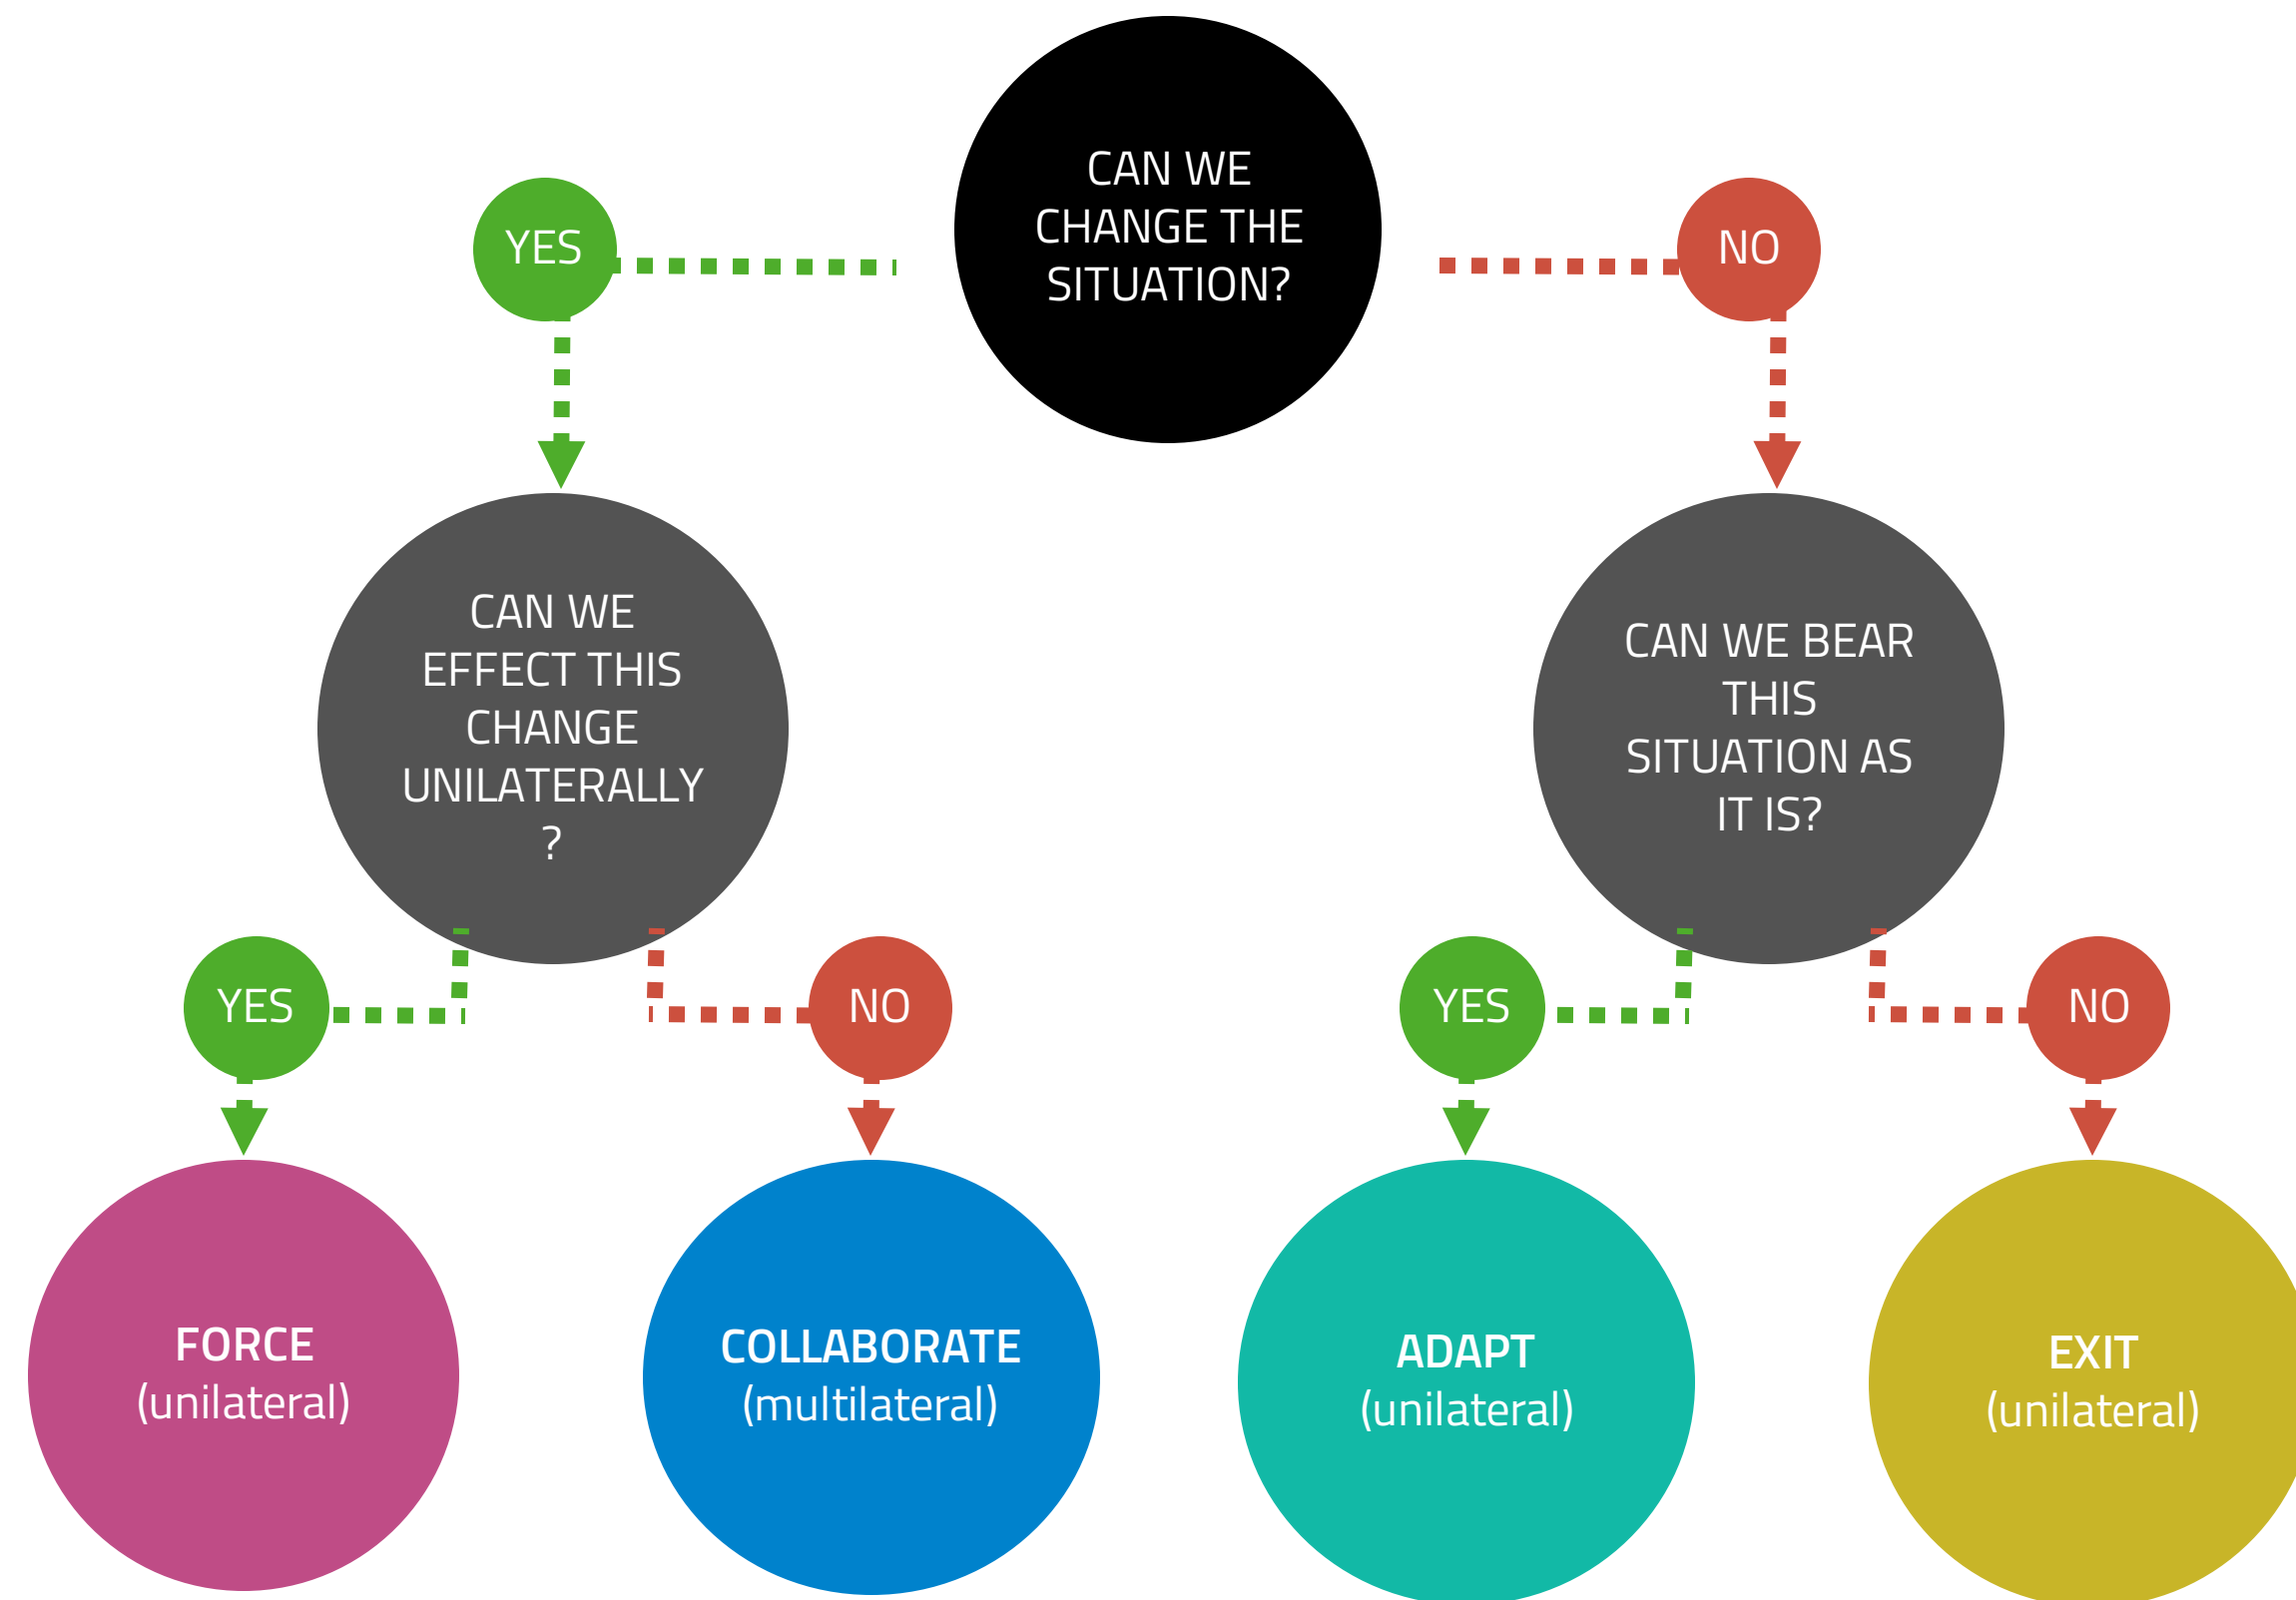 CAN WE
CHANGE THE
SITUATION?
YES
NO
CAN WE
EFFECT THIS
CHANGE
UNILATERALLY
?
CAN WE BEAR
THIS
SITUATION AS
IT IS?
YES
NO
YES
NO
FORCE
(unilateral)
COLLABORATE
(multilateral)
ADAPT
(unilateral)
EXIT
(unilateral)